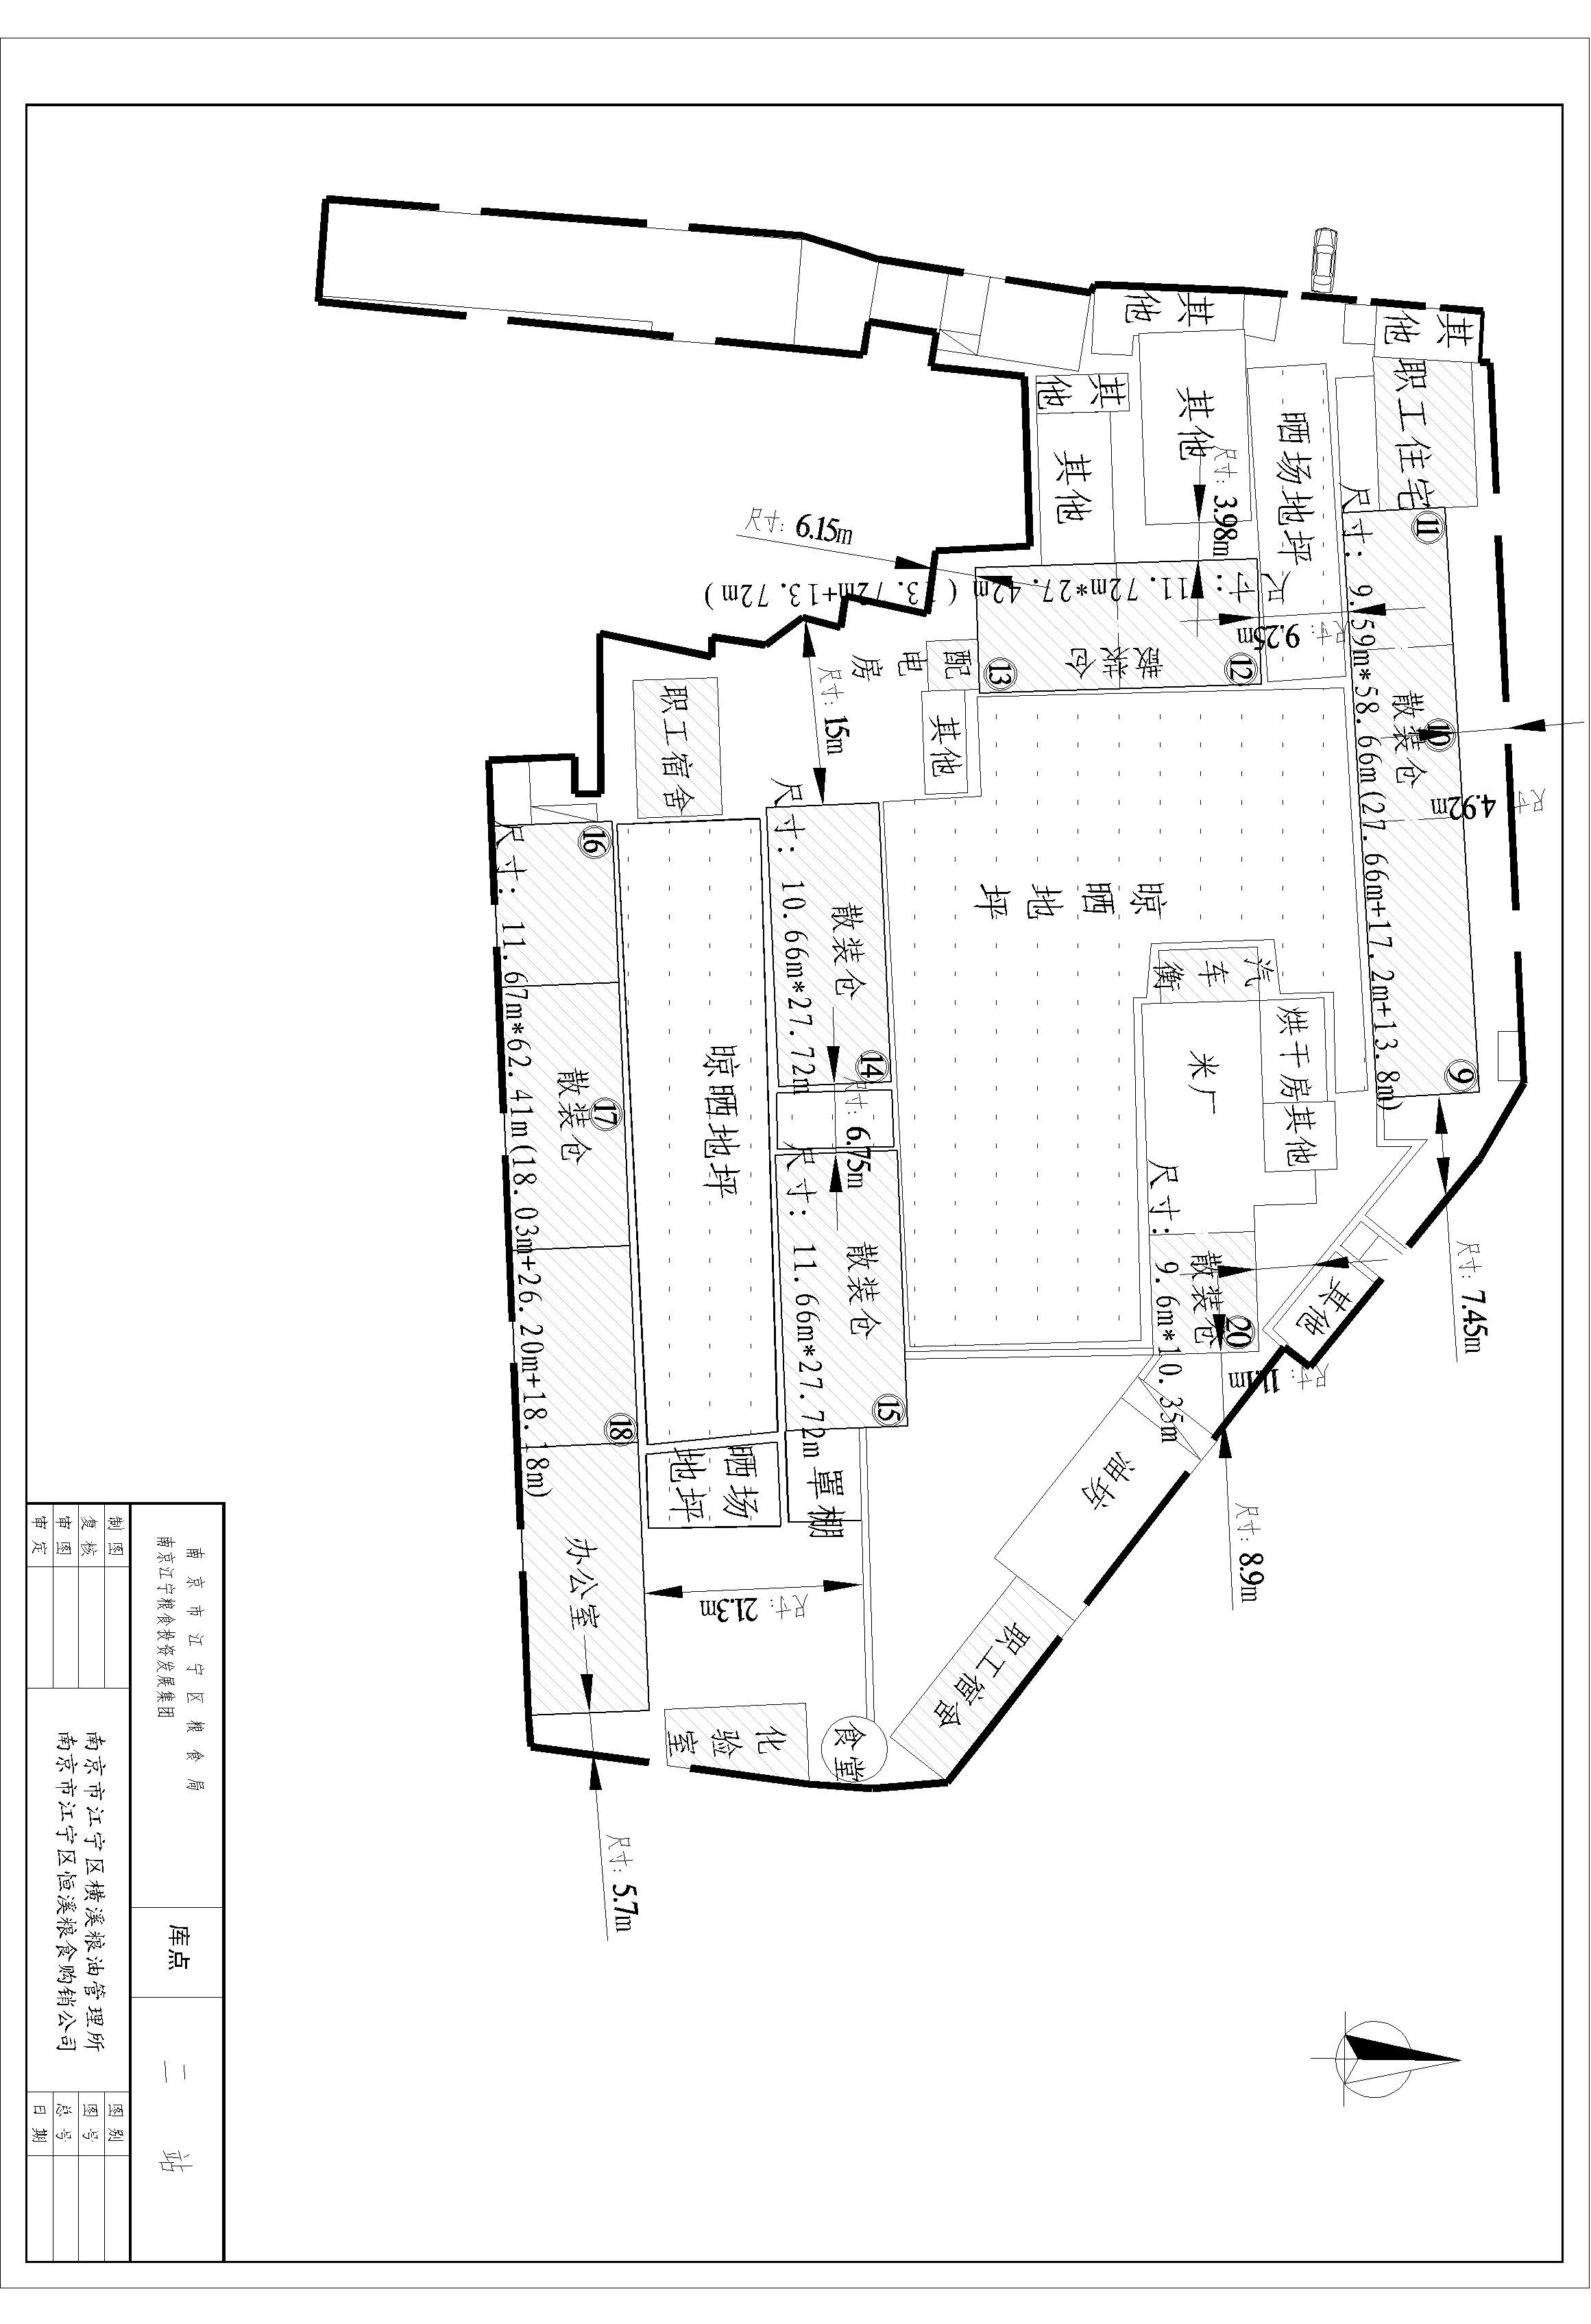 其他
其他
职工住宅
其他
其他
其他
晒场地坪
尺寸: 3.98m
尺寸: 6.15m
尺寸: 9.59m*58.66m(27.66m+17.2m+13.8m)
11
散装仓
10
9
尺寸: 4.92m
尺寸: 11.72m*27.42m(13.72m+13.72m)
散装仓
12
13
尺寸: 9.25m
配电房
其他
尺寸: 15m
职工宿舍
晾晒地坪
汽车衡
烘干房
其他
米厂
尺寸: 9.6m*10.35m
散装仓
20
其他
尺寸: 7.45m
尺寸: 11.1m
尺寸: 8.9m
尺寸: 10.66m*27.72m
散装仓
14
尺寸: 6.75m
尺寸: 11.66m*27.72m
散装仓
15
罩棚
晾晒地坪
晒场
地坪
16
尺寸: 11.67m*62.41m(18.03m+26.20m+18.18m)
散装仓
17
18
办公室
尺寸: 21.3m
油坊
职工宿舍
食堂
化验室
尺寸: 5.7m
南京市江宁区粮食局
南京江宁粮食投资发展集团
库点
二站
制图
复核
审图
审定
南京市江宁区横溪粮油管理所
南京市江宁区恒溪粮食购销公司
图别
图号
总号
日期